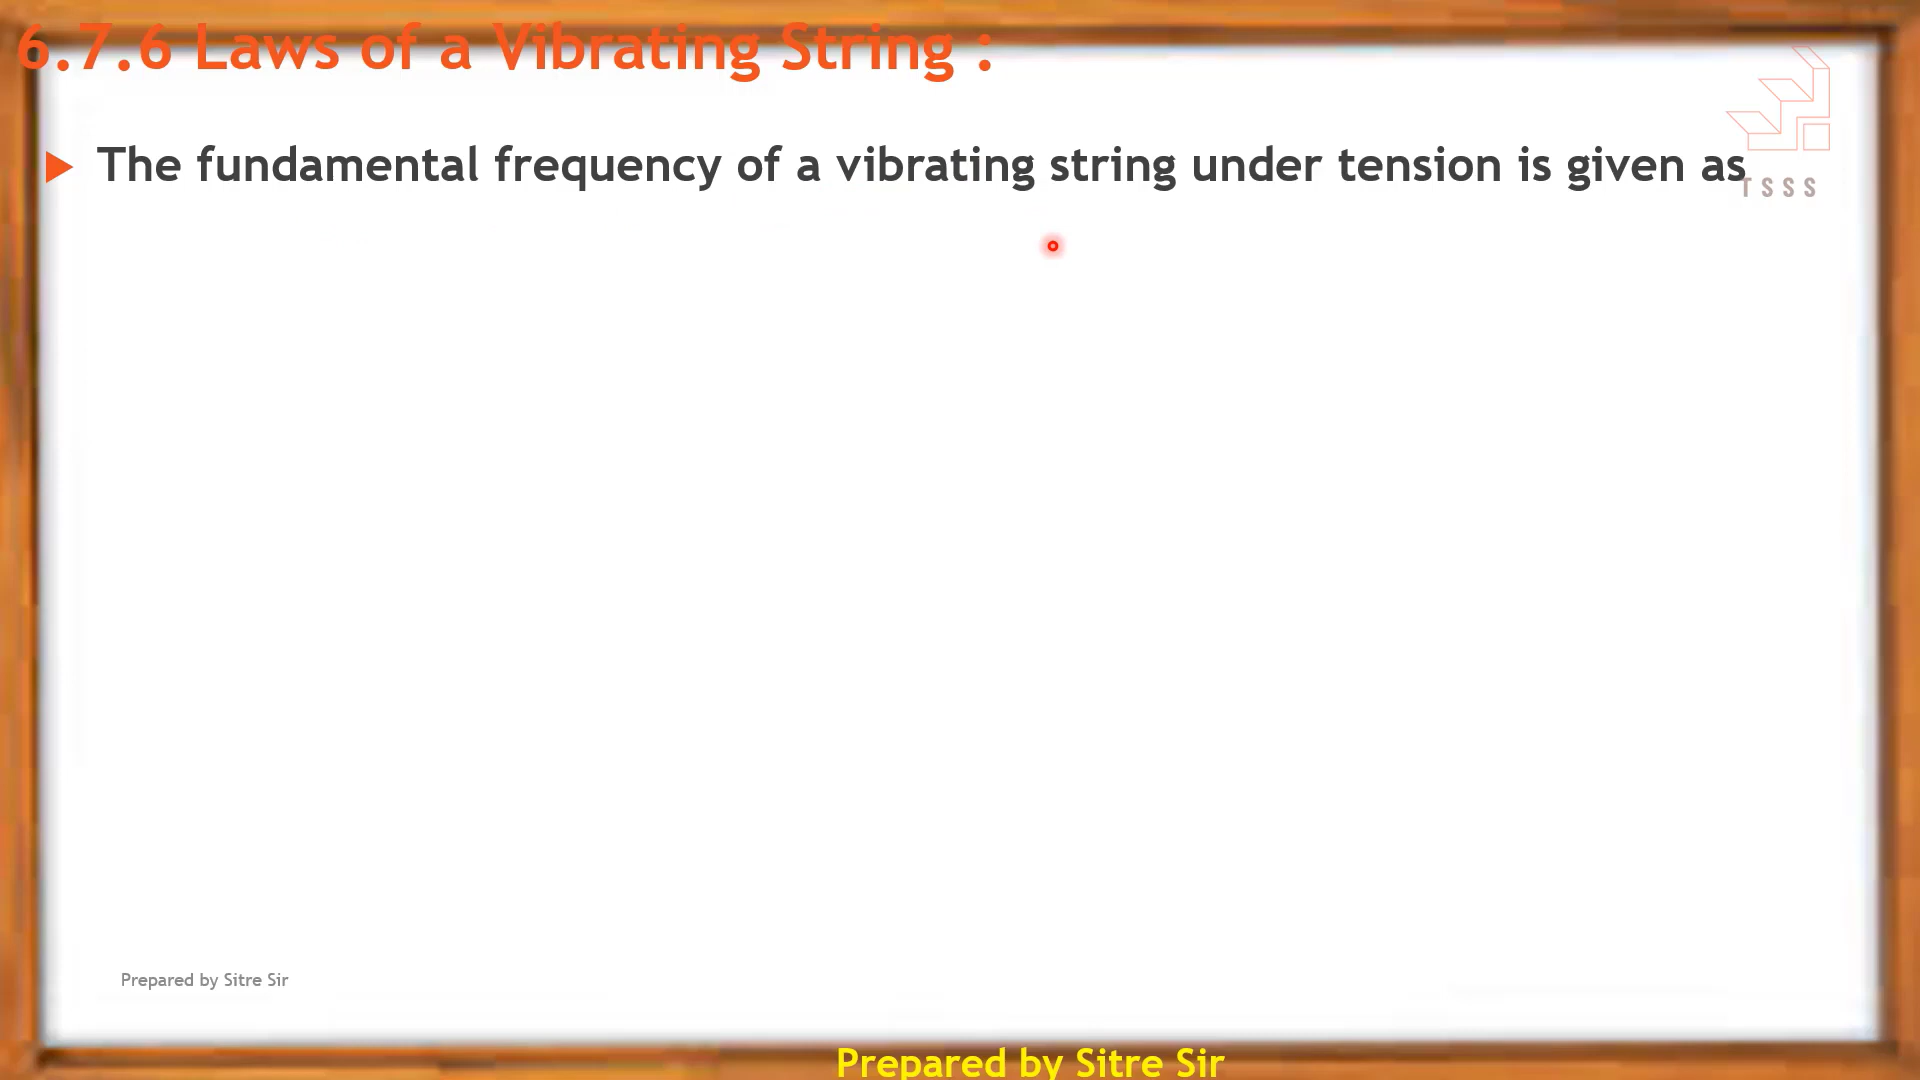 6.7.6 Laws of a Vibrating String :
The fundamental frequency of a vibrating string under tension is given as
TSSS
Prepared by Sitre Sir
Prepared by Sitre Sir